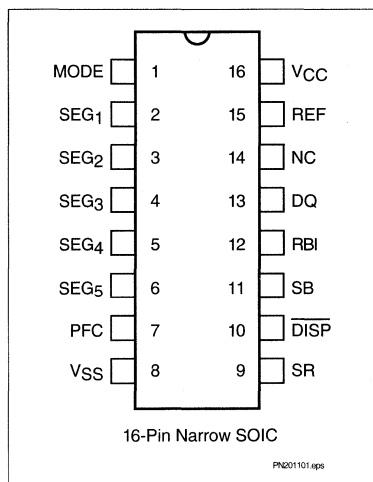 MODE 1 16 VCC
SEG1 2 15 REF
SEG2 3 14 NC
SEG3 4 13 DQ
SEG4 5 12 RBI
SEG5 6 11 SB
PFC 7 10 DISP
VSS 8 9 SR
16-Pin Narrow SOIC
PN201101.eps